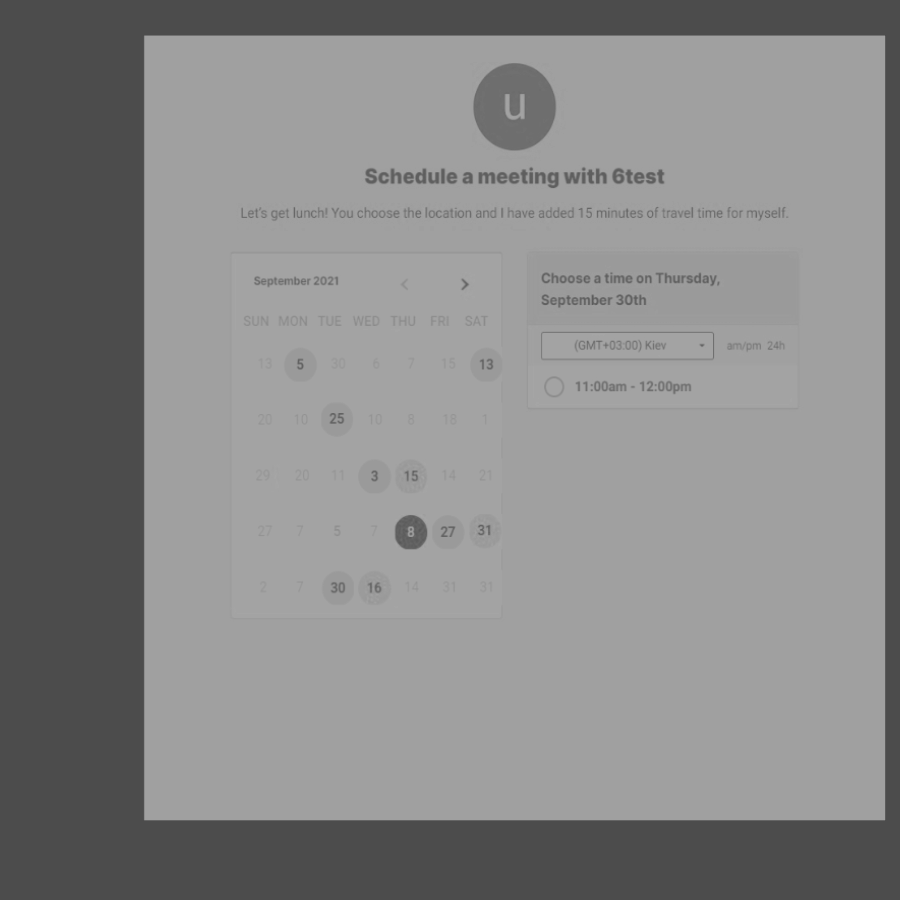 u
Schedule a meeting with 6test
Let's get lunch! You choose the location and I have added 15 minutes of travel time for myself.
September 2021
SUN MON TUE WED THU FRI SAT
13 5 30 6 7 15 13
20 10 25 10 8 18 1
29 20 11 3 15 14 21
27 7 5 7 8 27 31
2 7 30 16 14 31 31
Choose a time on Thursday,
September 30th
(GMT+03:00) Kiev am/pm 24h
11:00am - 12:00pm